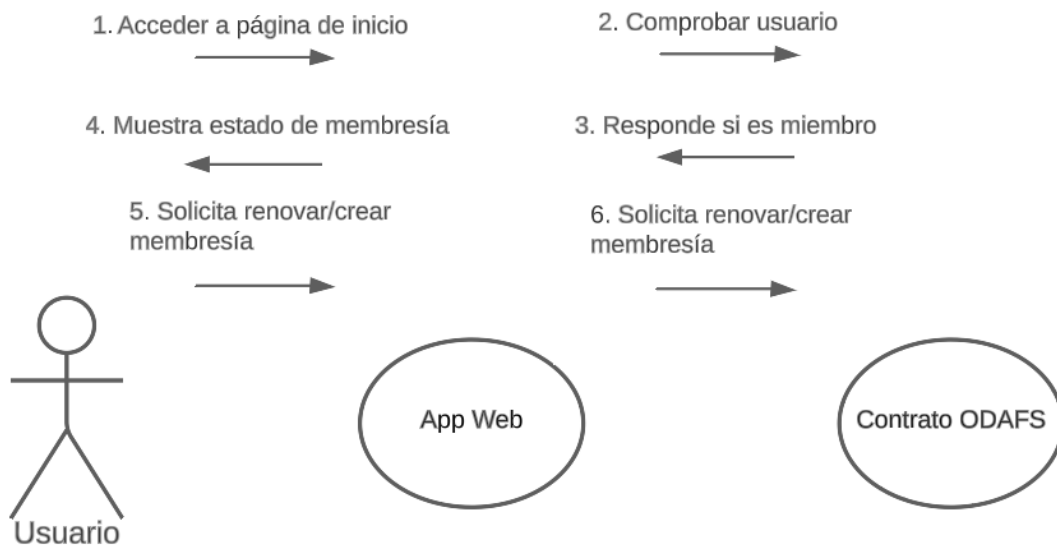 1. Acceder a página de inicio
2. Comprobar usuario
4. Muestra estado de membresía
3. Responde si es miembro
5. Solicita renovar/crear
membresía
6. Solicita renovar/crear
membresía
App Web
Contrato ODAFS
Usuario